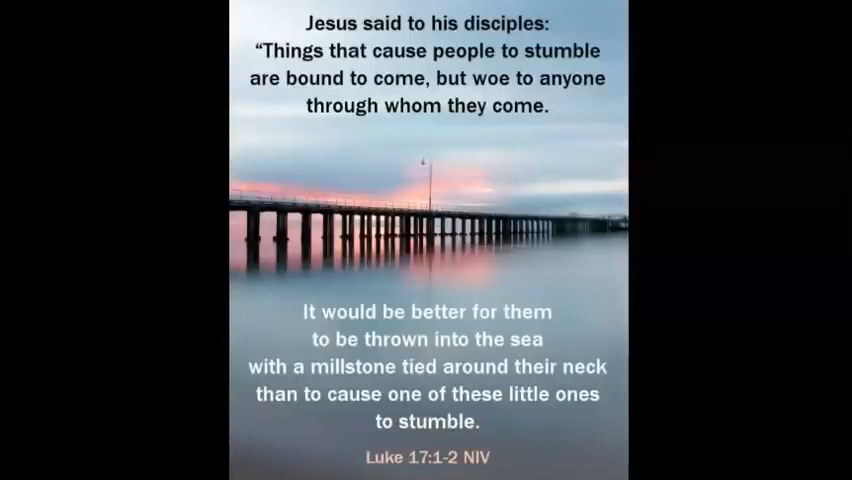 Jesus said to his disciples:
“Things that cause people to stumble
are bound to come, but woe to anyone
through whom they come.
It would be better for them
to be thrown into the sea
with a millstone tied around their neck
than to cause one of these little ones
to stumble.
Luke 17:1-2 NIV